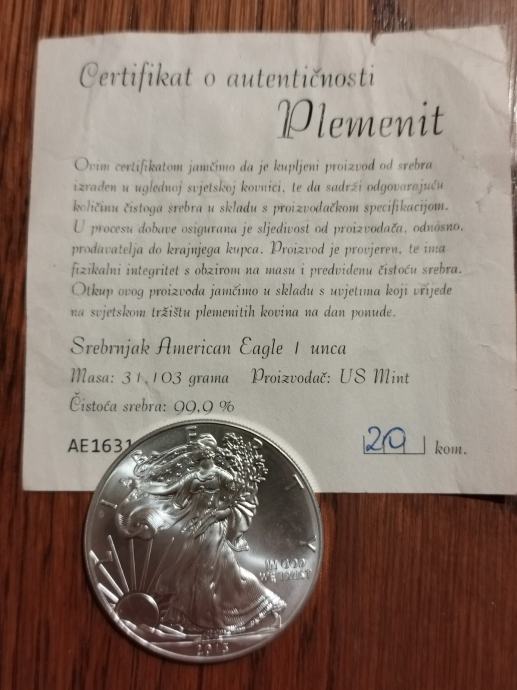 Certifikat o autentičnosti
Plemenit
Ovim certifikatom jamčimo da je kupljeni proizvod od srebra
izrađen u uglednoj svjetskoj kovnici, te da sadrži odgovarajuću
količinu čistoga srebra u skladu s proizvođačkom specifikacijom.
U procesu dobave osigurana je sljedivost od proizvođača, odnosno,
prodavatelja do krajnjega kupca. Proizvod je provjeren, te ima
fizikalni integritet s obzirom na masu i predviđenu čistoću srebra.
Otkup ovog proizvoda jamčimo u skladu s uvjetima koji vrijede
na svjetskom tržištu plemenitih kovina na dan ponude.
Srebrnjak American Eagle 1 unca
Masa: 31,103 grama Proizvođač: US Mint
Čistoća srebra: 99,9 %
AE1631
20 kom.
LIBERTY
IN GOD
WE TRUST